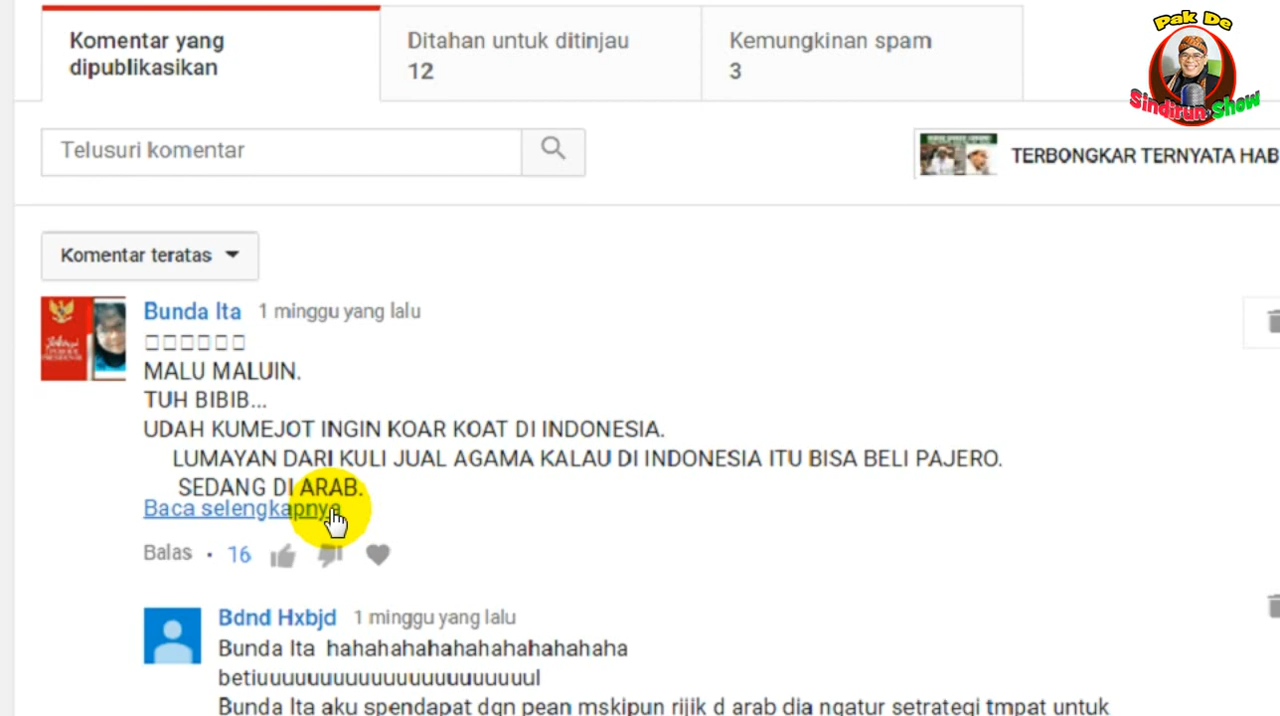 Pak De
Sindirun Show
Komentar yang
dipublikasikan
Ditahan untuk ditinjau
12
Kemungkinan spam
3
Telusuri komentar
TERBONGKAR TERNYATA HAB
Komentar teratas
Bunda Ita 1 minggu yang lalu
MALU MALUIN.
TUH BIBIB...
UDAH KUMEJOT INGIN KOAR KOAT DI INDONESIA.
LUMAYAN DARI KULI JUAL AGAMA KALAU DI INDONESIA ITU BISA BELI PAJERO.
SEDANG DI ARAB.
Baca selengkapnya
Balas • 16
Bdnd Hxbjd 1 minggu yang lalu
Bunda Ita hahahahahahahahahahahaha
betiuuuuuuuuuuuuuuuuuuuuuul
Bunda Ita aku spendapat dgn pean mskipun rijik d arab dia ngatur setrategi tmpat untuk